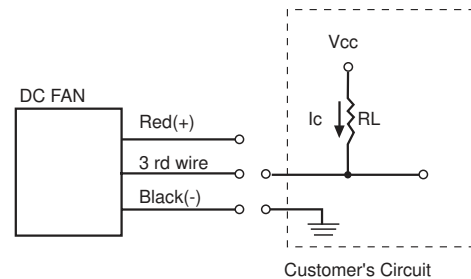 Vcc
DC FAN
Ic
RL
Red(+)
3 rd wire
Black(-)
Customer's Circuit